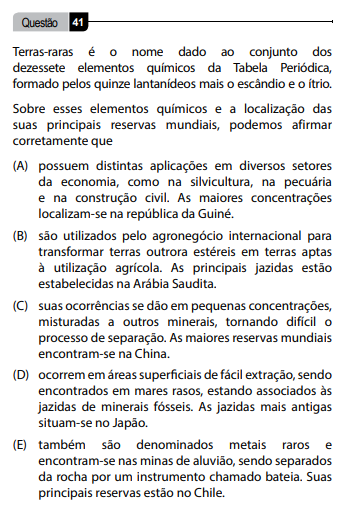 Questão 41
Terras-raras é o nome dado ao conjunto dos
dezessete elementos químicos da Tabela Periódica,
formado pelos quinze lantanídeos mais o escândio e o ítrio.
Sobre esses elementos químicos e a localização das
suas principais reservas mundiais, podemos afirmar
corretamente que
(A) possuem distintas aplicações em diversos setores
da economia, como na silvicultura, na pecuária
e na construção civil. As maiores concentrações
localizam-se na república da Guiné.
(B) são utilizados pelo agronegócio internacional para
transformar terras outrora estéreis em terras aptas
à utilização agrícola. As principais jazidas estão
estabelecidas na Arábia Saudita.
(C) suas ocorrências se dão em pequenas concentrações,
misturadas a outros minerais, tornando difícil o
processo de separação. As maiores reservas mundiais
encontram-se na China.
(D) ocorrem em áreas superficiais de fácil extração, sendo
encontrados em mares rasos, estando associados às
jazidas de minerais fósseis. As jazidas mais antigas
situam-se no Japão.
(E) também são denominados metais raros e
encontram-se nas minas de aluvião, sendo separados
da rocha por um instrumento chamado bateia. Suas
principais reservas estão no Chile.